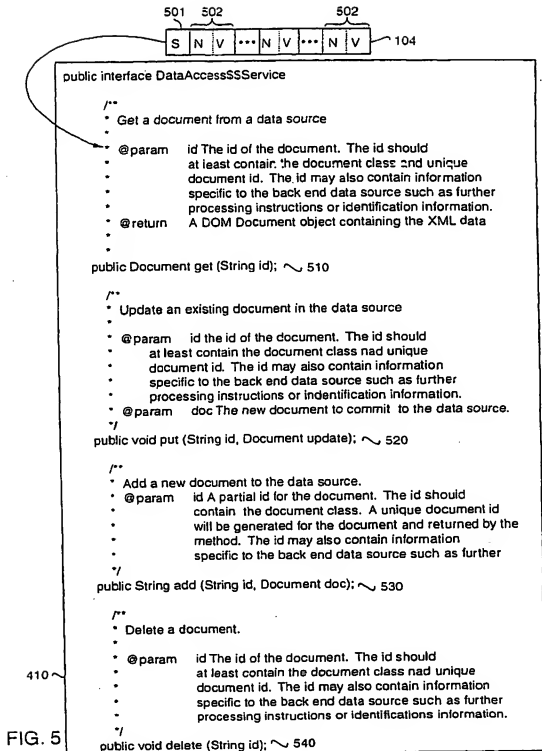 501 502 502
S N V ••• N V ••• N V 104
public interface DataAccess$$Service
/**
* Get a document from a data source
*
* @param id The id of the document. The id should
* at least contain the document class and unique
* document id. The id may also contain information
* specific to the back end data source such as further
* processing instructions or identification information.
* @return A DOM Document object containing the XML data
*
*
public Document get (String id); 510
/**
* Update an existing document in the data source
*
* @param id the id of the document. The id should
* at least contain the document class nad unique
* document id. The id may also contain information
* specific to the back end data source such as further
* processing instructions or indentification information.
* @param doc The new document to commit to the data source.
*/
public void put (String id, Document update); 520
/**
* Add a new document to the data source.
* @param id A partial id for the document. The id should
* contain the document class. A unique document id
* will be generated for the document and returned by the
* method. The id may also contain information
* specific to the back end data source such as further
*/
public String add (String id, Document doc); 530
/**
* Delete a document.
*
* @param id The id of the document. The id should
* at least contain the document class nad unique
* document id. The id may also contain information
* specific to the back end data source such as further
* processing instructions or identifications information.
*/
public void delete (String id); 540
410
FIG. 5